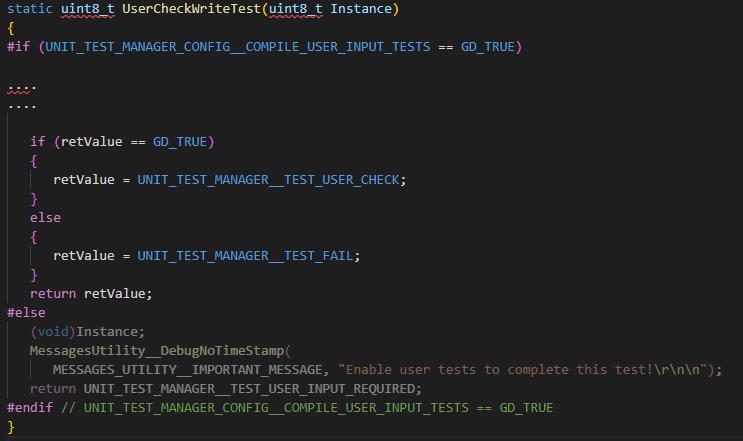 static uint8_t UserCheckWriteTest(uint8_t Instance)
{
#if (UNIT_TEST_MANAGER_CONFIG__COMPILE_USER_INPUT_TESTS == GD_TRUE)
....
....
if (retValue == GD_TRUE)
{
retValue = UNIT_TEST_MANAGER__TEST_USER_CHECK;
}
else
{
retValue = UNIT_TEST_MANAGER__TEST_FAIL;
}
return retValue;
#else
(void)Instance;
MessagesUtility__DebugNoTimeStamp(
MESSAGES_UTILITY__IMPORTANT_MESSAGE, "Enable user tests to complete this test!\r\n\n");
return UNIT_TEST_MANAGER__TEST_USER_INPUT_REQUIRED;
#endif // UNIT_TEST_MANAGER_CONFIG__COMPILE_USER_INPUT_TESTS == GD_TRUE
}